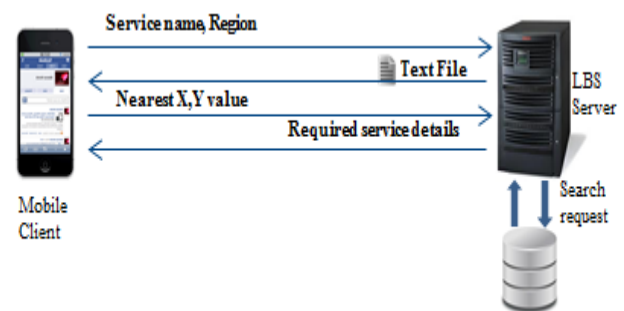 Service name, Region
Text File
Nearest X,Y value
Required service details
LBS
Server
Search
request
Mobile
Client